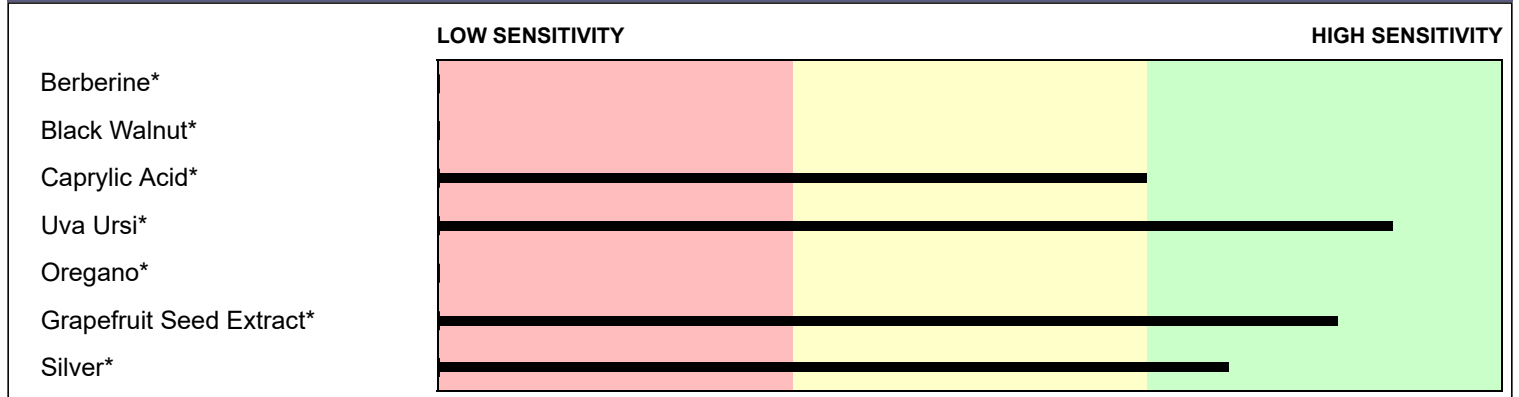 LOW SENSITIVITY HIGH SENSITIVITY
Berberine*
Black Walnut*
Caprylic Acid*
Uva Ursi*
Oregano*
Grapefruit Seed Extract*
Silver*